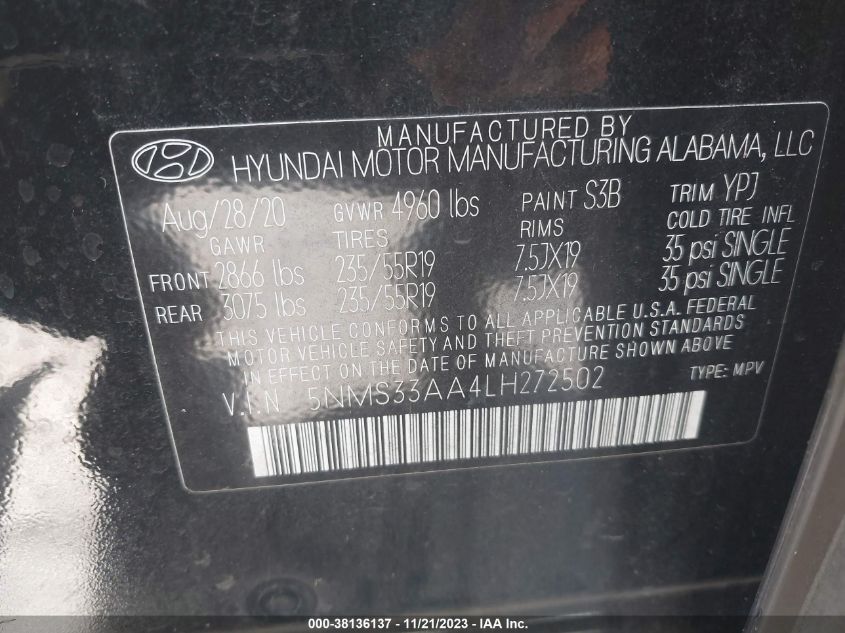 MANUFACTURED BY
HYUNDAI MOTOR MANUFACTURING ALABAMA, LLC
Aug/28/20 GVWR 4960 lbs PAINT S3B TRIM YPJ
GAWR TIRES RIMS COLD TIRE INFL
FRONT 2866 lbs 235/55R19 7.5JX19 35 psi SINGLE
REAR 3075 lbs 235/55R19 7.5JX19 35 psi SINGLE
THIS VEHICLE CONFORMS TO ALL APPLICABLE U.S.A. FEDERAL
MOTOR VEHICLE SAFETY AND THEFT PREVENTION STANDARDS
IN EFFECT ON THE DATE OF MANUFACTURE SHOWN ABOVE
V.I.N 5NMS33AA4LH272502 TYPE: MPV
000-38136137 - 11/21/2023 - IAA Inc.